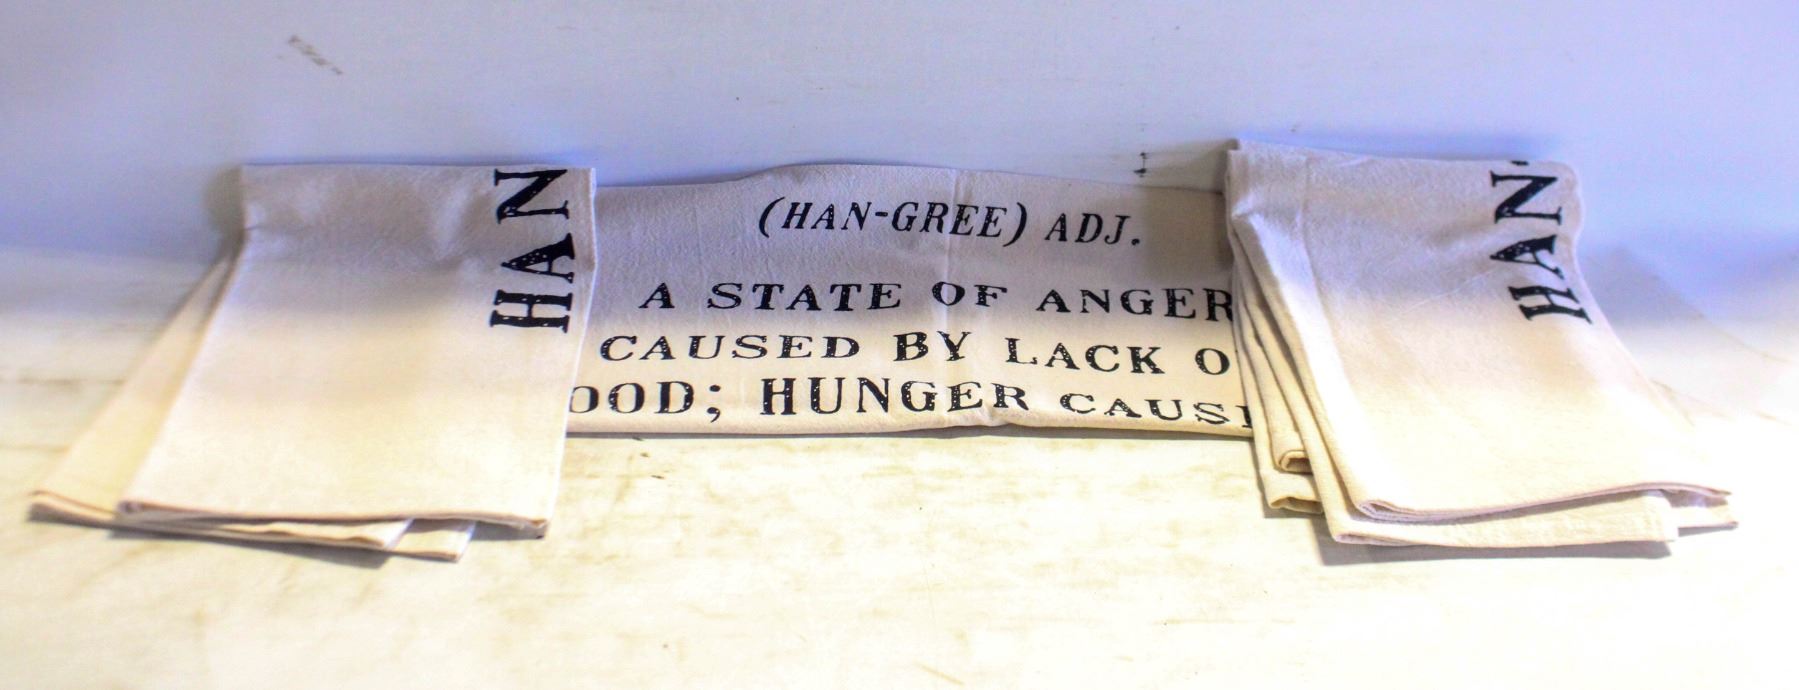 HAN
(HAN-GREE) ADJ.
A STATE OF ANGER
CAUSED BY LACK O
OOD; HUNGER CAUS
HAN